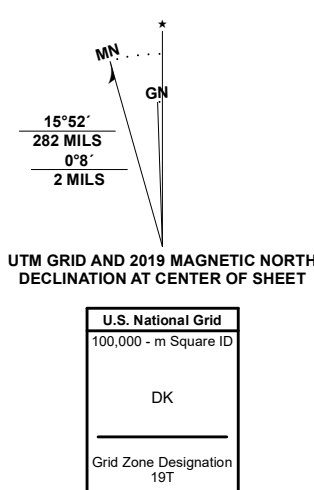 ★
MN
GN
15°52´
282 MILS
0°8´
2 MILS
UTM GRID AND 2019 MAGNETIC NORTH
DECLINATION AT CENTER OF SHEET
U.S. National Grid
100,000 - m Square ID
DK
Grid Zone Designation
19T